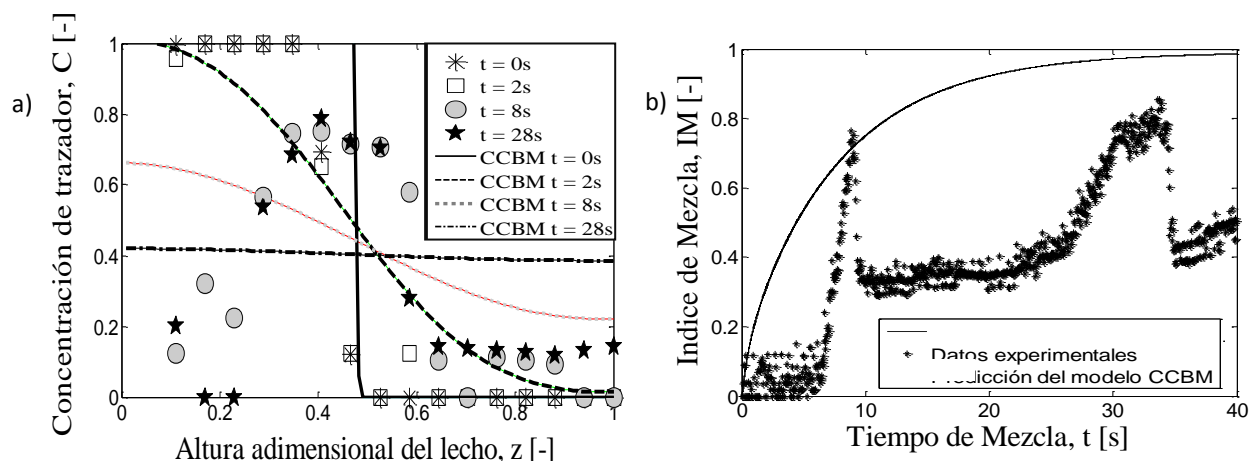 a)
Concentración de trazador, C [-]
1
0.8
0.6
0.4
0.2
0
0 0.2 0.4 0.6 0.8 1
Altura adimensional del lecho, z [-]
t = 0s
t = 2s
t = 8s
t = 28s
CCBM t = 0s
CCBM t = 2s
CCBM t = 8s
CCBM t = 28s
b)
Indice de Mezcla, IM [-]
1
0.8
0.6
0.4
0.2
0
0 10 20 30 40
Tiempo de Mezcla, t [s]
Datos experimentales
Predicción del modelo CCBM